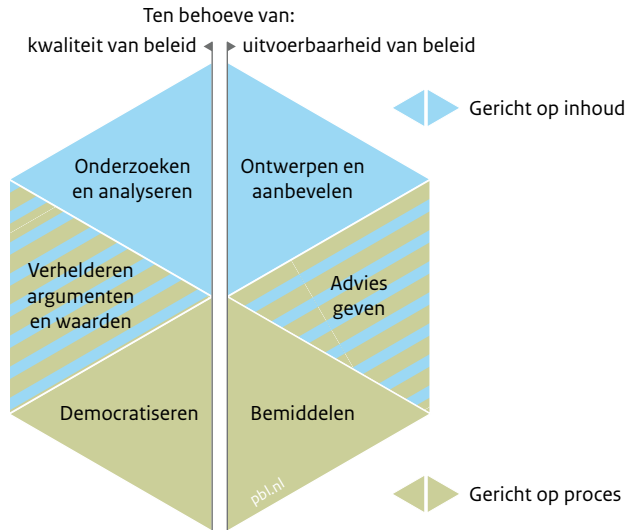 Ten behoeve van:
kwaliteit van beleid
uitvoerbaarheid van beleid
Gericht op inhoud
Onderzoeken
en analyseren
Ontwerpen en
aanbevelen
Verhelderen
argumenten
en waarden
Advies
geven
Democratiseren
Bemiddelen
pbl.nl
Gericht op proces